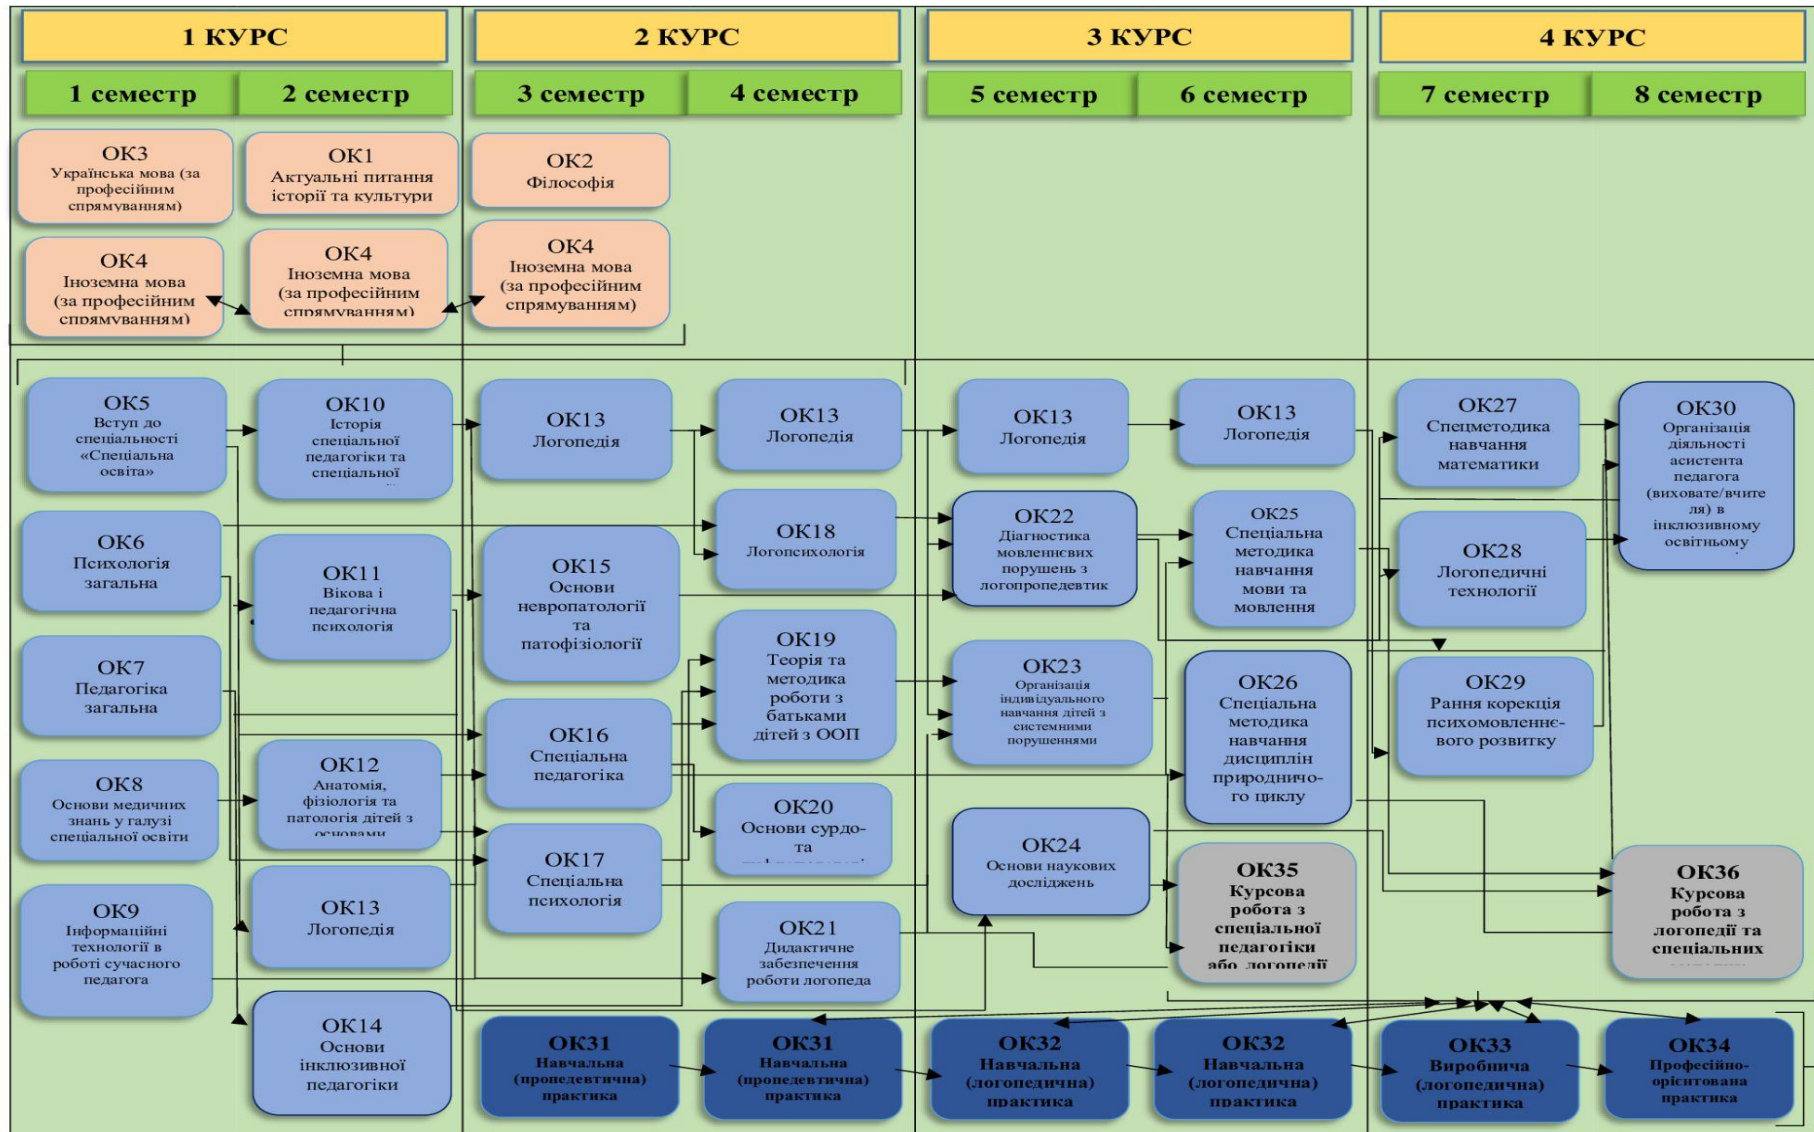 1 КУРС
2 КУРС
3 КУРС
4 КУРС
1 семестр
2 семестр
3 семестр
4 семестр
5 семестр
6 семестр
7 семестр
8 семестр
ОК3
Українська мова (за
професійним
спрямуванням)
ОК1
Актуальні питання
історії та культури
ОК2
Філософія
ОК4
Іноземна мова
(за професійним
спрямуванням)
ОК4
Іноземна мова
(за професійним
спрямуванням)
ОК4
Іноземна мова
(за професійним
спрямуванням)
ОК5
Вступ до
спеціальності
«Спеціальна
освіта»
ОК10
Історія
спеціальної
педагогіки та
спеціальної
ОК13
Логопедія
ОК13
Логопедія
ОК13
Логопедія
ОК13
Логопедія
ОК27
Спецметодика
навчання
математики
ОК30
Організація
діяльності
асистента
педагога
(виховате/вчите
ля) в
інклюзивному
освітньому
ОК6
Психологія
загальна
ОК11
Вікова і
педагогічна
психологія
ОК15
Основи
невропатології
та
патофізіології
ОК18
Логопсихологія
ОК22
Діагностика
мовленнєвих
порушень з
логопропедевтик
ОК25
Спеціальна
методика
навчання
мови та
мовлення
ОК28
Логопедичні
технології
ОК7
Педагогіка
загальна
ОК16
Спеціальна
педагогіка
ОК19
Теорія та
методика
роботи з
батьками
дітей з ООП
ОК23
Організація
індивідуального
навчання дітей з
системними
порушеннями
ОК26
Спеціальна
методика
навчання
дисциплін
природничо-
го циклу
ОК29
Рання корекція
психомовленнє-
вого розвитку
ОК8
Основи медичних
знань у галузі
спеціальної освіти
ОК12
Анатомія,
фізіологія та
патологія дітей з
основами
ОК17
Спеціальна
психологія
ОК20
Основи сурдо-
та
ОК24
Основи наукових
досліджень
ОК35
Курсова
робота з
спеціальної
педагогіки
або логопедії
ОК36
Курсова
робота з
логопедії та
спеціальних
ОК9
Інформаційні
технології в
роботі сучасного
педагога
ОК13
Логопедія
ОК21
Дидактичне
забезпечення
роботи логопеда
ОК14
Основи
інклюзивної
педагогіки
ОК31
Навчальна
(пропедевтична)
практика
ОК31
Навчальна
(пропедевтична)
практика
ОК32
Навчальна
(логопедична)
практика
ОК32
Навчальна
(логопедична)
практика
ОК33
Виробнича
(логопедична)
практика
ОК34
Професійно-
орієнтована
практика